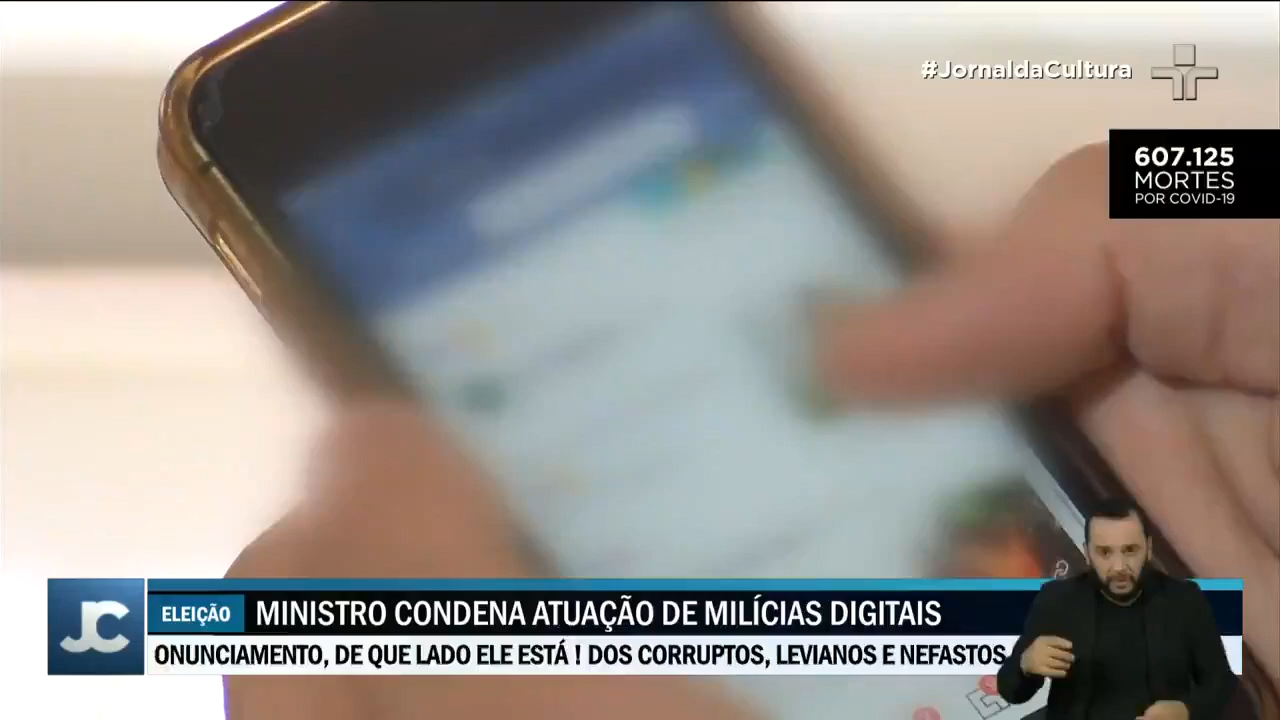 #JornaldaCultura
607.125
MORTES
POR COVID-19
JC
ELEIÇÃO
MINISTRO CONDENA ATUAÇÃO DE MILÍCIAS DIGITAIS
ONUNCIAMENTO, DE QUE LADO ELE ESTÁ ! DOS CORRUPTOS, LEVIANOS E NEFASTOS